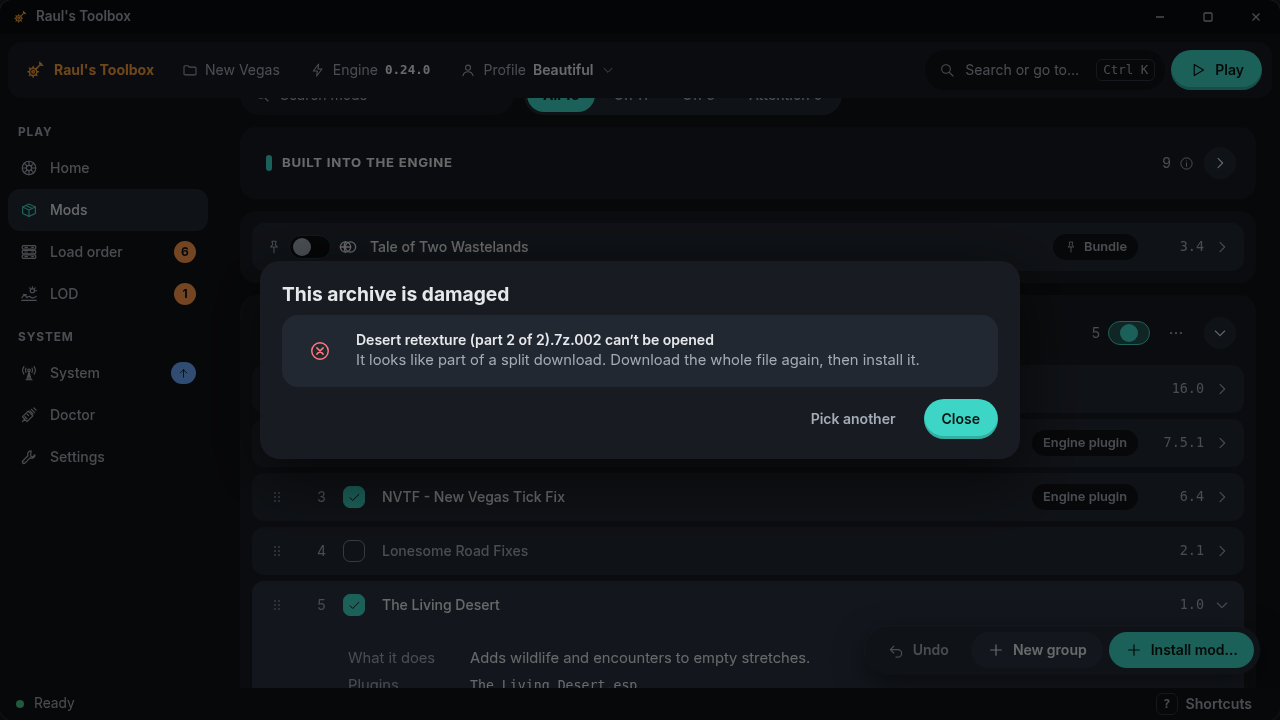 Raul's Toolbox
Raul's Toolbox
New Vegas
Engine 0.24.0
Profile Beautiful
Search or go to...
Ctrl K
Play
PLAY
Home
Mods
Load order
6
LOD
1
SYSTEM
System
Doctor
Settings
BUILT INTO THE ENGINE
9
Tale of Two Wastelands
Bundle
3.4
This archive is damaged
Desert retexture (part 2 of 2).7z.002 can't be opened
It looks like part of a split download. Download the whole file again, then install it.
Pick another
Close
5
16.0
Engine plugin
7.5.1
3
NVTF - New Vegas Tick Fix
Engine plugin
6.4
4
Lonesome Road Fixes
2.1
5
The Living Desert
1.0
What it does
Adds wildlife and encounters to empty stretches.
Plugins
The Living Desert.esp
Undo
New group
Install mod...
Ready
? Shortcuts